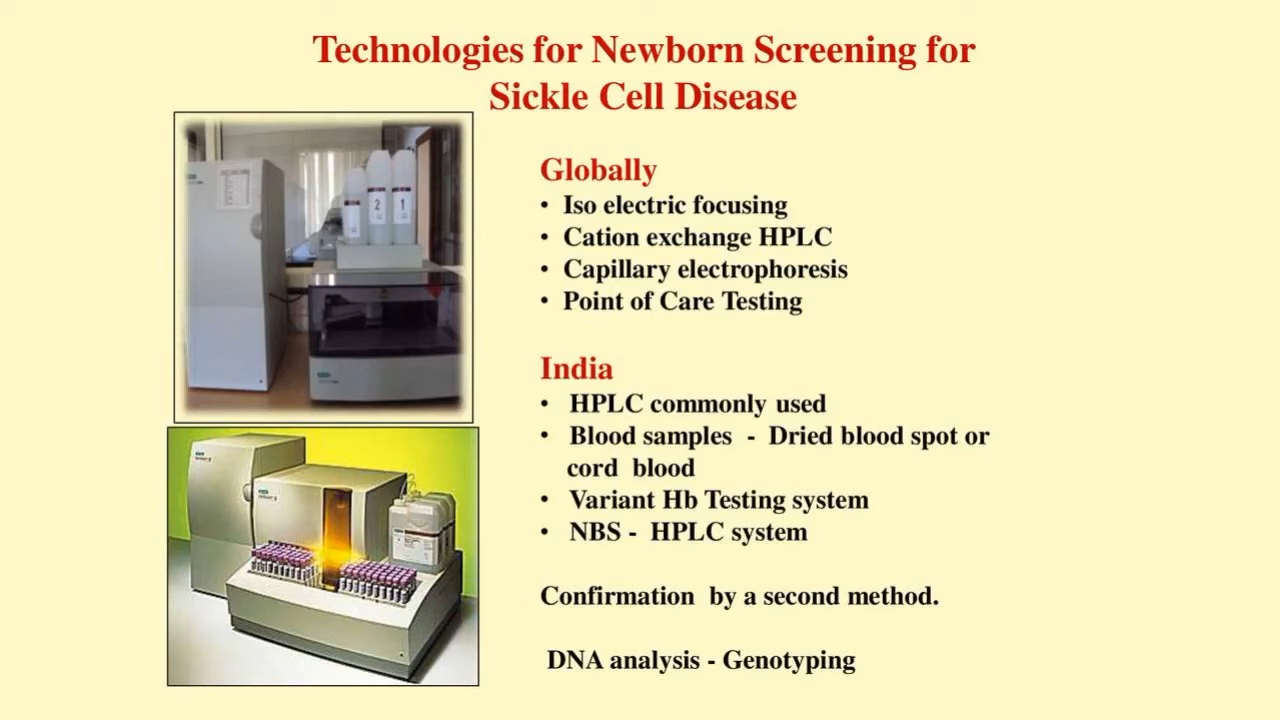 Technologies for Newborn Screening for
Sickle Cell Disease
Globally
• Iso electric focusing
• Cation exchange HPLC
• Capillary electrophoresis
• Point of Care Testing
India
• HPLC commonly used
• Blood samples - Dried blood spot or
cord blood
• Variant Hb Testing system
• NBS - HPLC system
Confirmation by a second method.
DNA analysis - Genotyping
2
1